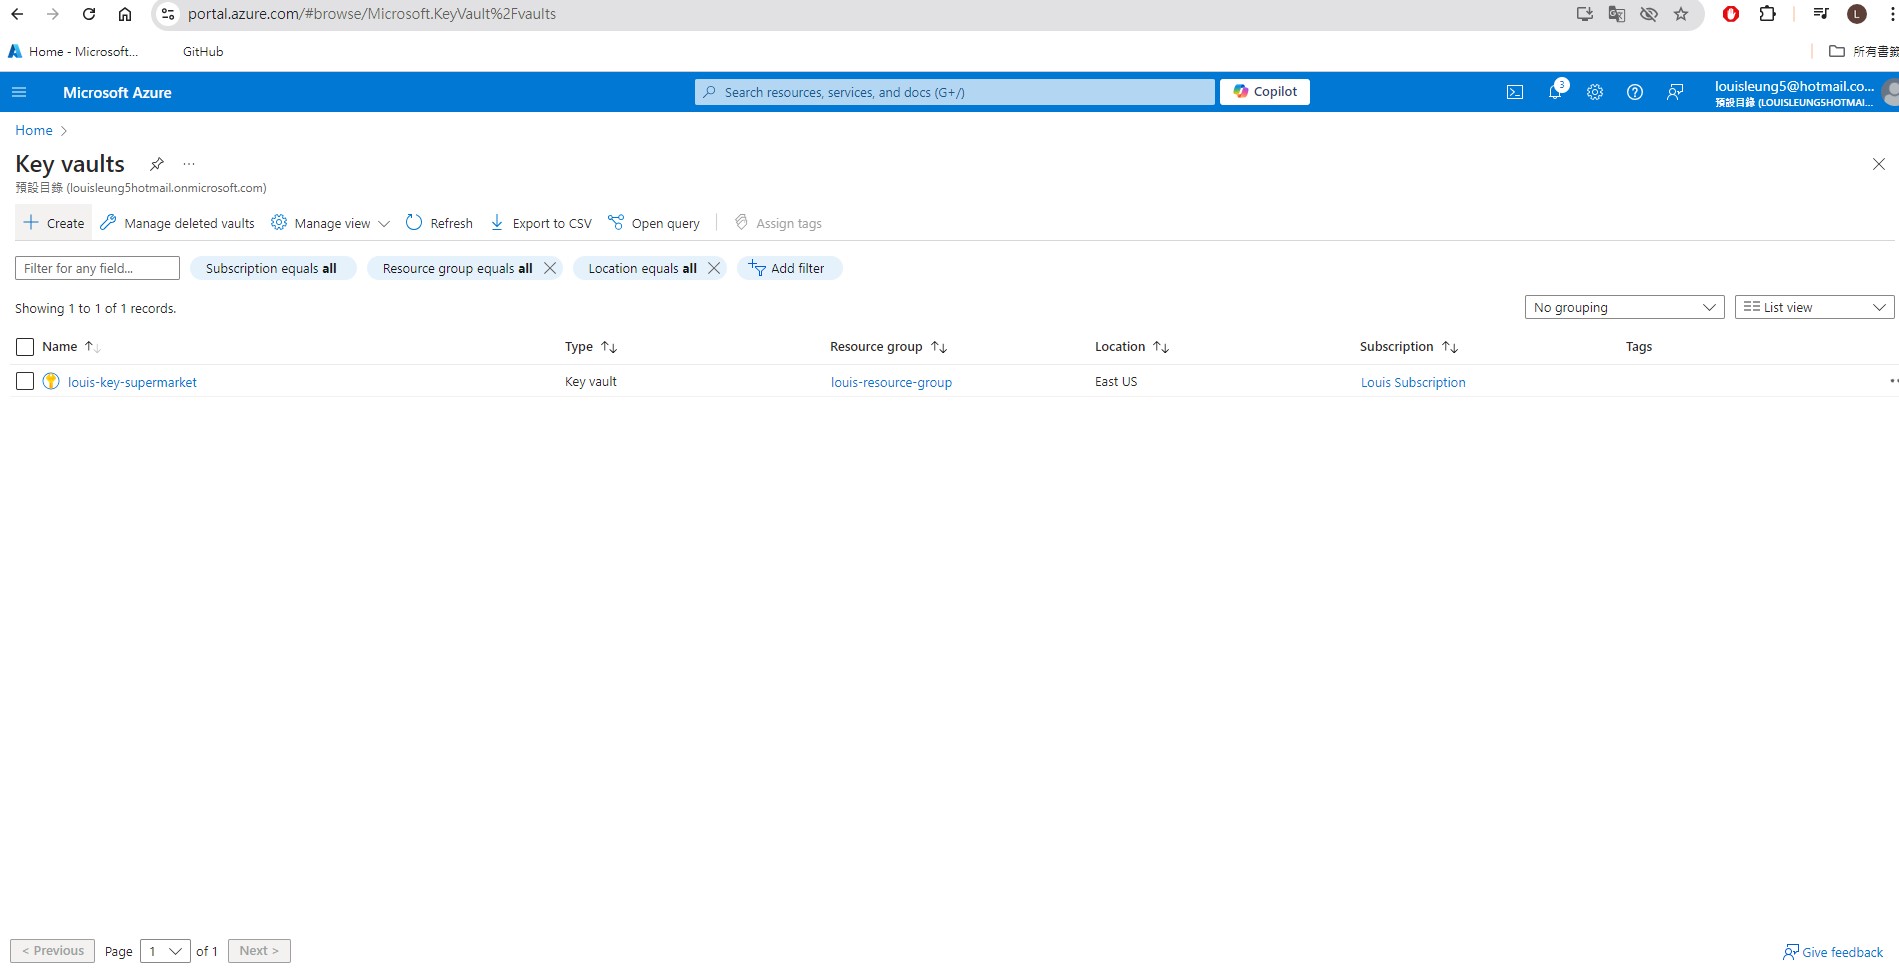 portal.azure.com/#browse/Microsoft.KeyVault%2Fvaults
L
Home - Microsoft...
GitHub
所有書籤
Microsoft Azure
Search resources, services, and docs (G+/)
Copilot
3
louisleung5@hotmail.co...
預設目錄 (LOUISLEUNG5HOTMAI...
Home
Key vaults
...
預設目錄 (louisleung5hotmail.onmicrosoft.com)
Create
Manage deleted vaults
Manage view
Refresh
Export to CSV
Open query
Assign tags
Filter for any field...
Subscription equals all
Resource group equals all
Location equals all
Add filter
Showing 1 to 1 of 1 records.
No grouping
List view
Name
Type
Resource group
Location
Subscription
Tags
louis-key-supermarket
Key vault
louis-resource-group
East US
Louis Subscription
< Previous
Page
1
of 1
Next >
Give feedback